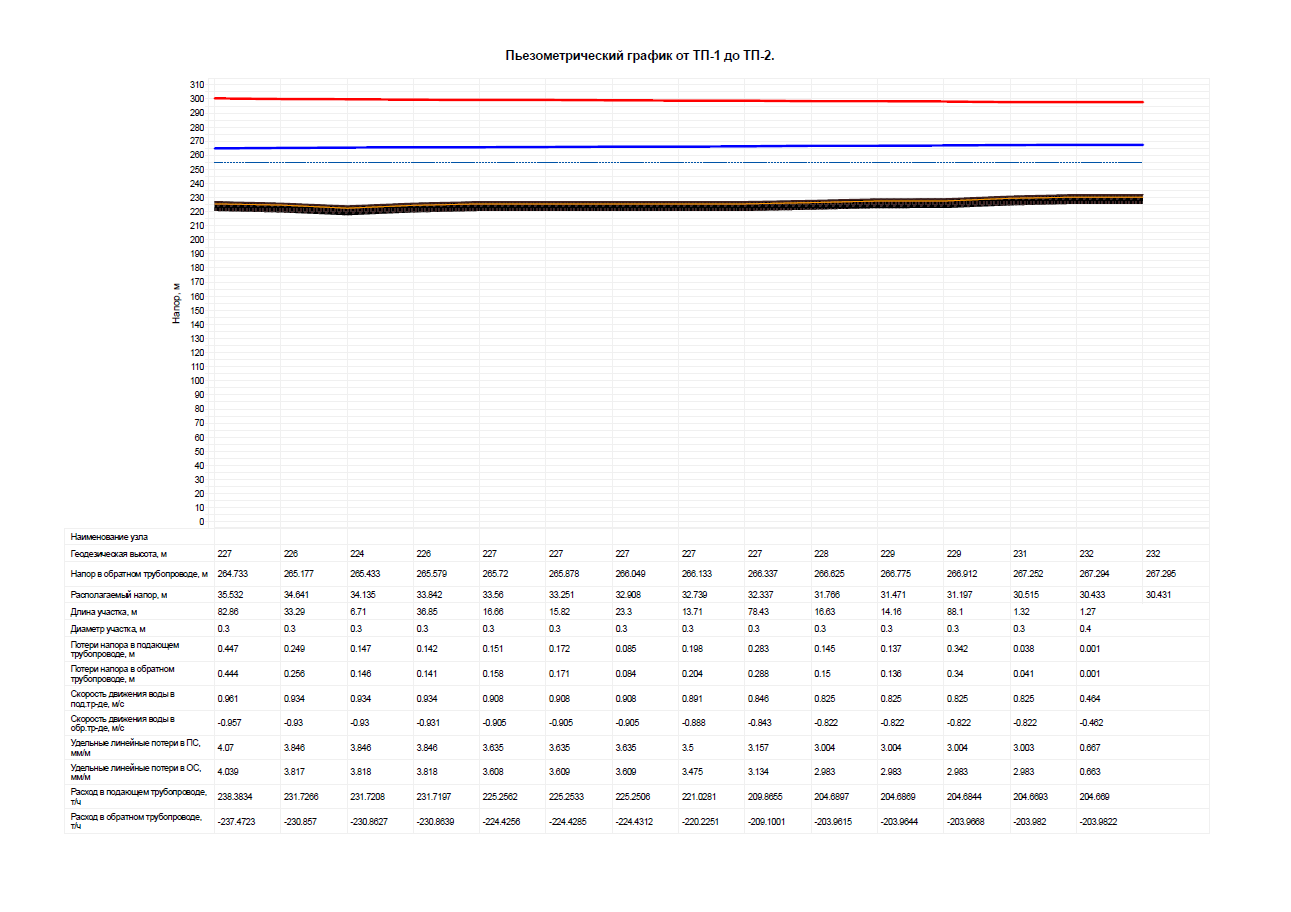 Пьезометрический график от ТП-1 до ТП-2.
310
300
290
280
270
260
250
240
230
220
210
200
190
180
170
160
150
140
130
120
110
100
90
80
70
60
50
40
30
20
10
0
Напор, м
Наименование узла
Геодезическая высота, м 227 226 224 226 227 227 227 227 227 228 229 229 231 232 232
Напор в обратном трубопроводе, м 264.733 265.177 265.433 265.579 265.72 265.878 266.049 266.133 266.337 266.625 266.775 266.912 267.252 267.294 267.295
Располагаемый напор, м 35.532 34.641 34.135 33.842 33.56 33.251 32.908 32.739 32.337 31.766 31.471 31.197 30.515 30.433 30.431
Длина участка, м 82.86 33.29 6.71 36.85 16.66 15.82 23.3 13.71 78.43 16.63 14.16 88.1 1.32 1.27
Диаметр участка, м 0.3 0.3 0.3 0.3 0.3 0.3 0.3 0.3 0.3 0.3 0.3 0.3 0.3 0.4
Потери напора в подающем
трубопроводе, м 0.447 0.249 0.147 0.142 0.151 0.172 0.085 0.198 0.283 0.145 0.137 0.342 0.038 0.001
Потери напора в обратном
трубопроводе, м 0.444 0.256 0.146 0.141 0.158 0.171 0.084 0.204 0.288 0.15 0.136 0.34 0.041 0.001
Скорость движения воды в
под.тр-де, м/с 0.961 0.934 0.934 0.934 0.908 0.908 0.908 0.891 0.846 0.825 0.825 0.825 0.825 0.464
Скорость движения воды в
обр.тр-де, м/с -0.957 -0.93 -0.93 -0.931 -0.905 -0.905 -0.905 -0.888 -0.843 -0.822 -0.822 -0.822 -0.822 -0.462
Удельные линейные потери в ПС,
мм/м 4.07 3.846 3.846 3.846 3.635 3.635 3.635 3.5 3.157 3.004 3.004 3.004 3.003 0.667
Удельные линейные потери в ОС,
мм/м 4.039 3.817 3.818 3.818 3.608 3.609 3.609 3.475 3.134 2.983 2.983 2.983 2.983 0.663
Расход в подающем трубопроводе,
т/ч 238.3834 231.7266 231.7208 231.7197 225.2562 225.2533 225.2506 221.0281 209.8655 204.6897 204.6869 204.6844 204.6693 204.669
Расход в обратном трубопроводе,
т/ч -237.4723 -230.857 -230.8627 -230.8639 -224.4256 -224.4285 -224.4312 -220.2251 -209.1001 -203.9615 -203.9644 -203.9668 -203.982 -203.9822